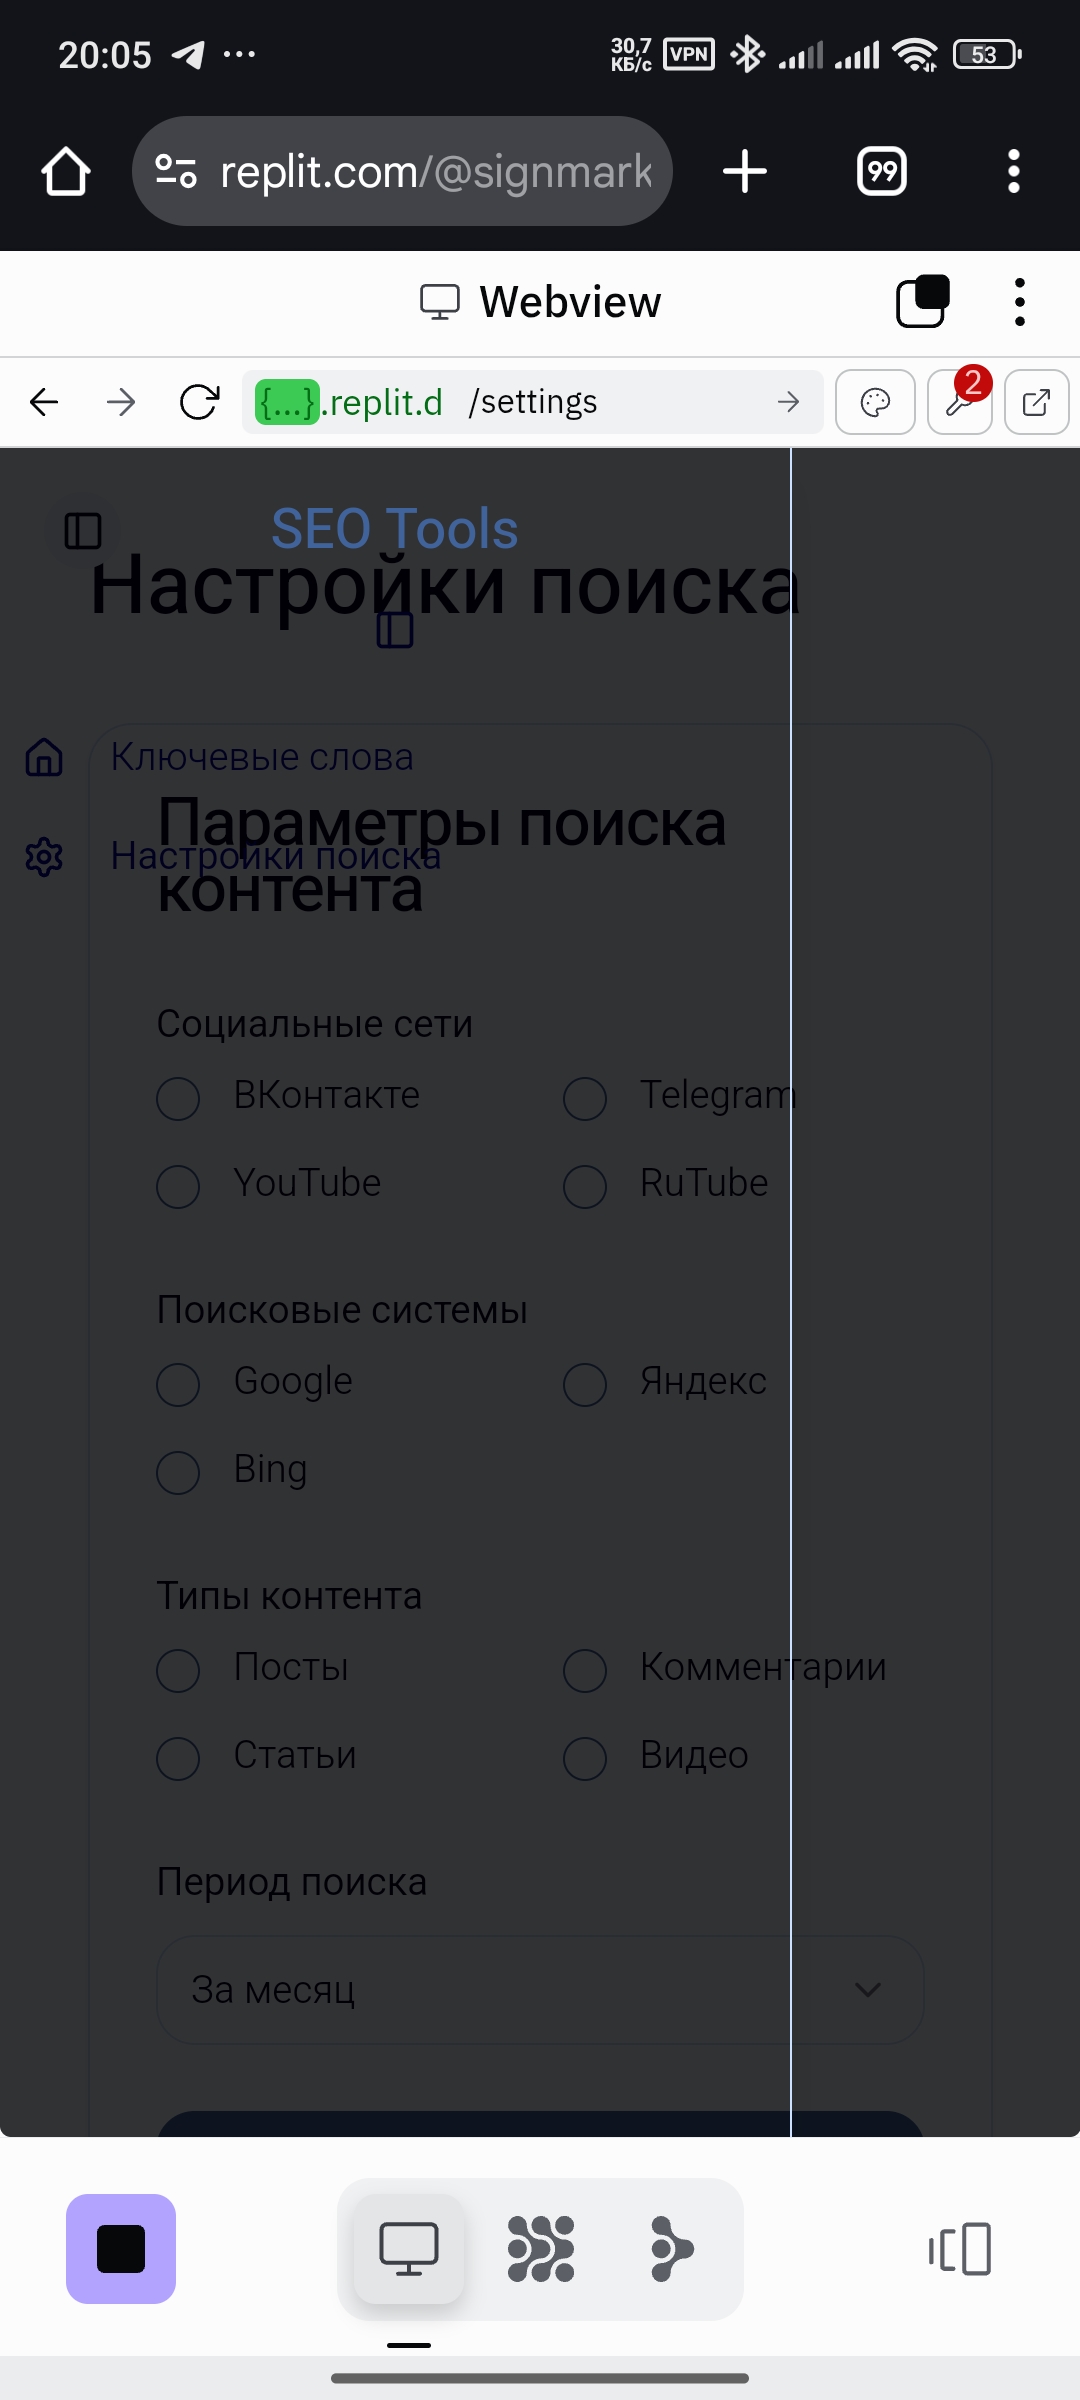 20:05
30,7
КБ/с
VPN
53
replit.com/@signmark
99
Webview
{...}.replit.d /settings
2
SEO Tools
Настройки поиска
Ключевые слова
Параметры поиска
Настройки поиска
контента
Социальные сети
ВКонтакте Telegram
YouTube RuTube
Поисковые системы
Google Яндекс
Bing
Типы контента
Посты Комментарии
Статьи Видео
Период поиска
За месяц